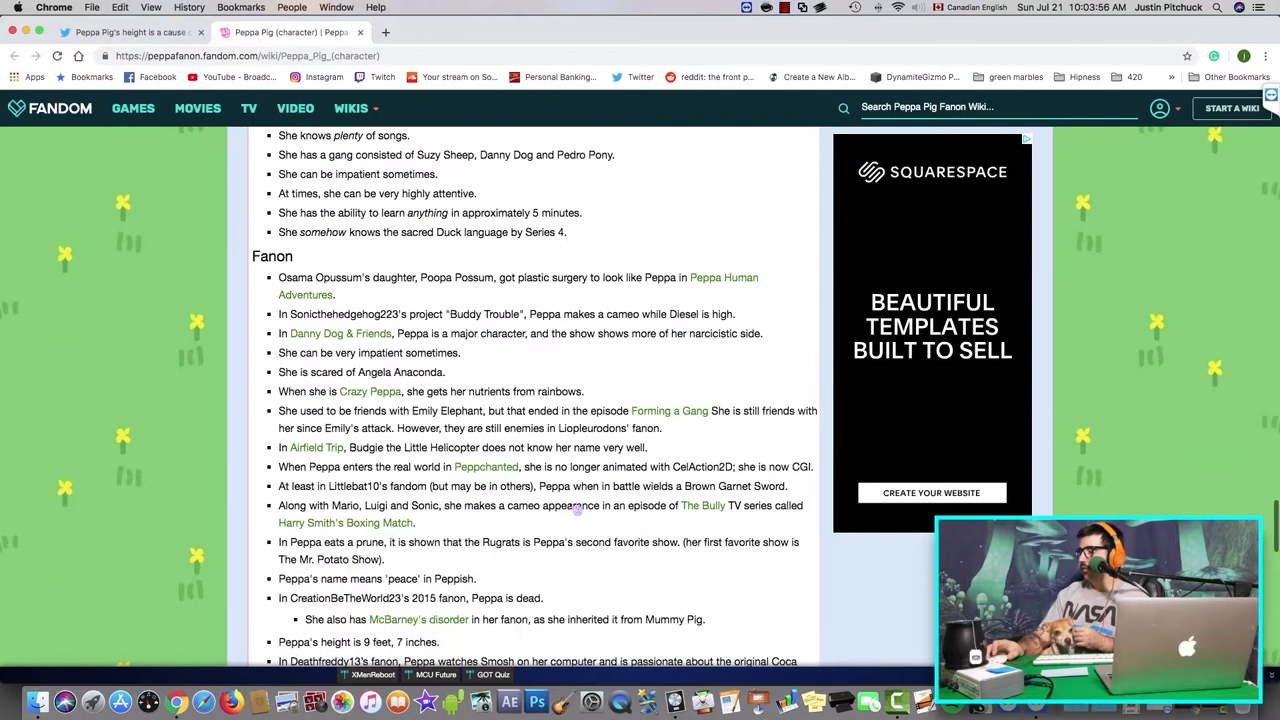 Chrome File Edit View History Bookmarks People Window Help Canadian English Sun Jul 21 10:03:56 AM Justin Pitchuck
Peppa Pig's height is a cause c Peppa Pig (character) | Peppa
https://peppafanon.fandom.com/wiki/Peppa_Pig_(character)
Apps Bookmarks Facebook YouTube - Broadc... Instagram Twitch Your stream on So... Personal Banking... Twitter reddit: the front p... Create a New Alb... DynamiteGizmo P... green marbles Hipness 420 » Other Bookmarks
FANDOM GAMES MOVIES TV VIDEO WIKIS Search Peppa Pig Fanon Wiki... START A WIKI
She knows plenty of songs.
She has a gang consisted of Suzy Sheep, Danny Dog and Pedro Pony.
She can be impatient sometimes.
At times, she can be very highly attentive.
She has the ability to learn anything in approximately 5 minutes.
She somehow knows the sacred Duck language by Series 4.
Fanon
Osama Opussum's daughter, Poopa Possum, got plastic surgery to look like Peppa in Peppa Human
Adventures.
In Sonicthehedgehog223's project "Buddy Trouble", Peppa makes a cameo while Diesel is high.
In Danny Dog & Friends, Peppa is a major character, and the show shows more of her narcistic side.
She can be very impatient sometimes.
She is scared of Angela Anaconda.
When she is Crazy Peppa, she gets her nutrients from rainbows.
She used to be friends with Emily Elephant, but that ended in the episode Forming a Gang She is still friends with
her since Emily's attack. However, they are still enemies in Liopleurodons' fanon.
In Airfield Trip, Budgie the Little Helicopter does not know her name very well.
When Peppa enters the real world in Peppchanted, she is no longer animated with CelAction2D; she is now CGI.
At least in Littlebat10's fandom (but may be in others), Peppa when in battle wields a Brown Garnet Sword.
Along with Mario, Luigi and Sonic, she makes a cameo appearence in an episode of The Bully TV series called
Harry Smith's Boxing Match.
In Peppa eats a prune, it is shown that the Rugrats is Peppa's second favorite show. (her first favorite show is
The Mr. Potato Show).
Peppa's name means 'peace' in Peppish.
In CreationBeTheWorld23's 2015 fanon, Peppa is dead.
She also has McBarney's disorder in her fanon, as she inherited it from Mummy Pig.
Peppa's height is 9 feet, 7 inches.
In Deathfreddy13's fanon, Peppa watches Smosh on her computer and is passionate about the original Coca
SQUARESPACE
BEAUTIFUL
TEMPLATES
BUILT TO SELL
CREATE YOUR WEBSITE
NASA
XMenReboot MCU Future GOT Quiz
Ae Ps